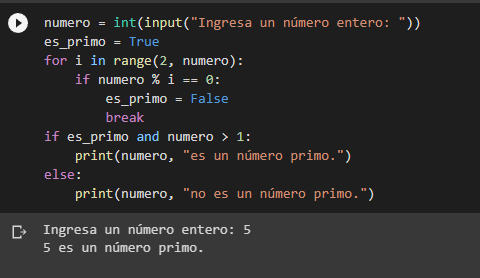 numero = int(input("Ingresa un número entero: "))
es_primo = True
for i in range(2, numero):
    if numero % i == 0:
        es_primo = False
        break
if es_primo and numero > 1:
    print(numero, "es un número primo.")
else:
    print(numero, "no es un número primo.")
Ingresa un número entero: 5
5 es un número primo.